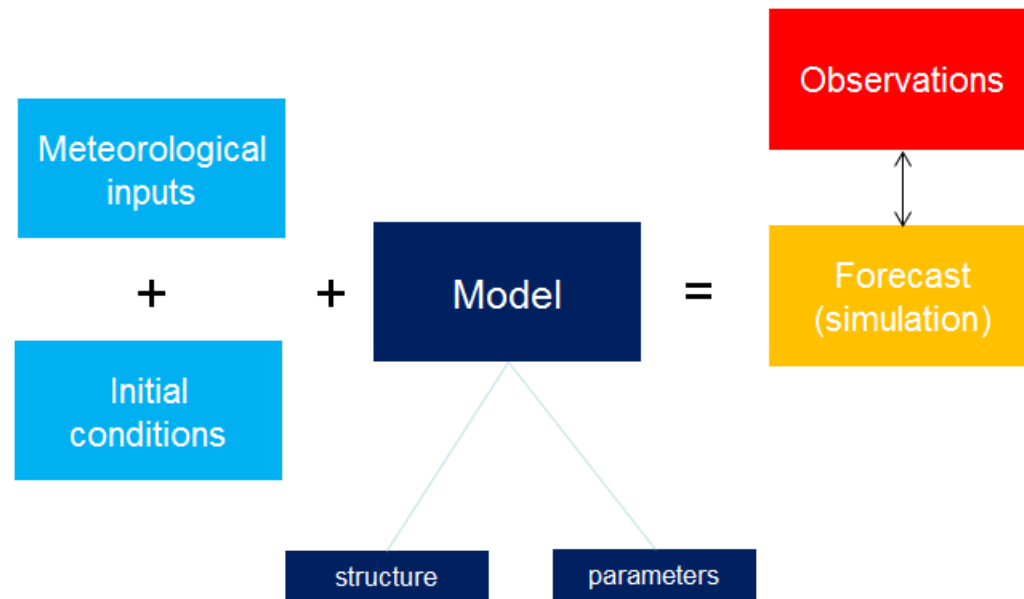 Meteorological
inputs
+
Initial
conditions
+
Model
structure
parameters
=
Observations
Forecast
(simulation)